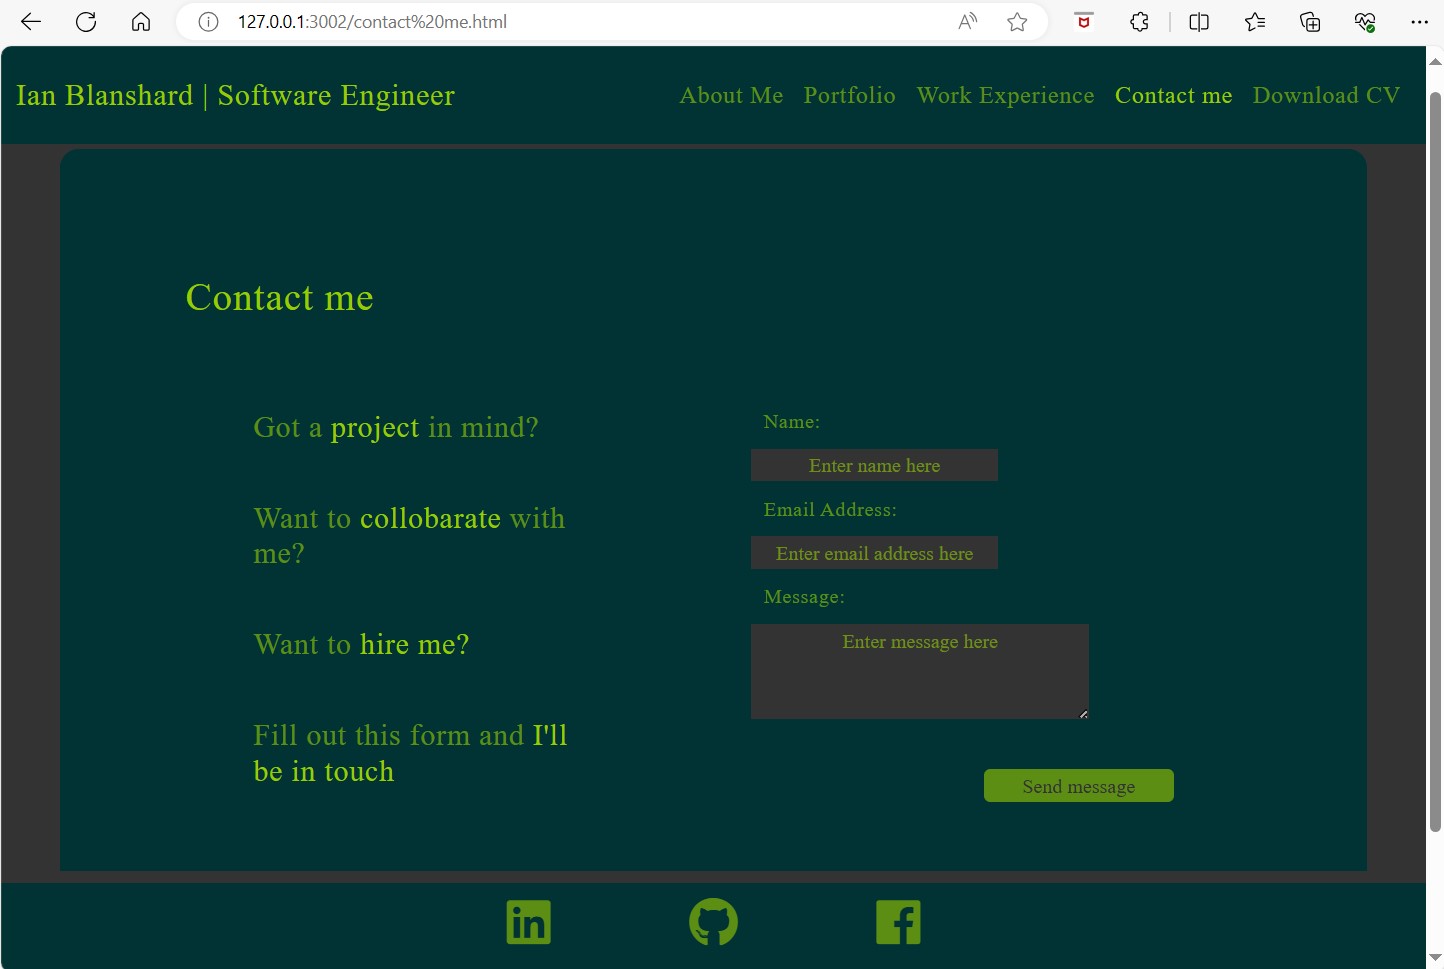 127.0.0.1:3002/contact%20me.html
Ian Blanshard | Software Engineer
About Me Portfolio Work Experience Contact me Download CV
Contact me
Got a project in mind?
Want to collobarate with
me?
Want to hire me?
Fill out this form and I'll
be in touch
Name:
Enter name here
Email Address:
Enter email address here
Message:
Enter message here
Send message